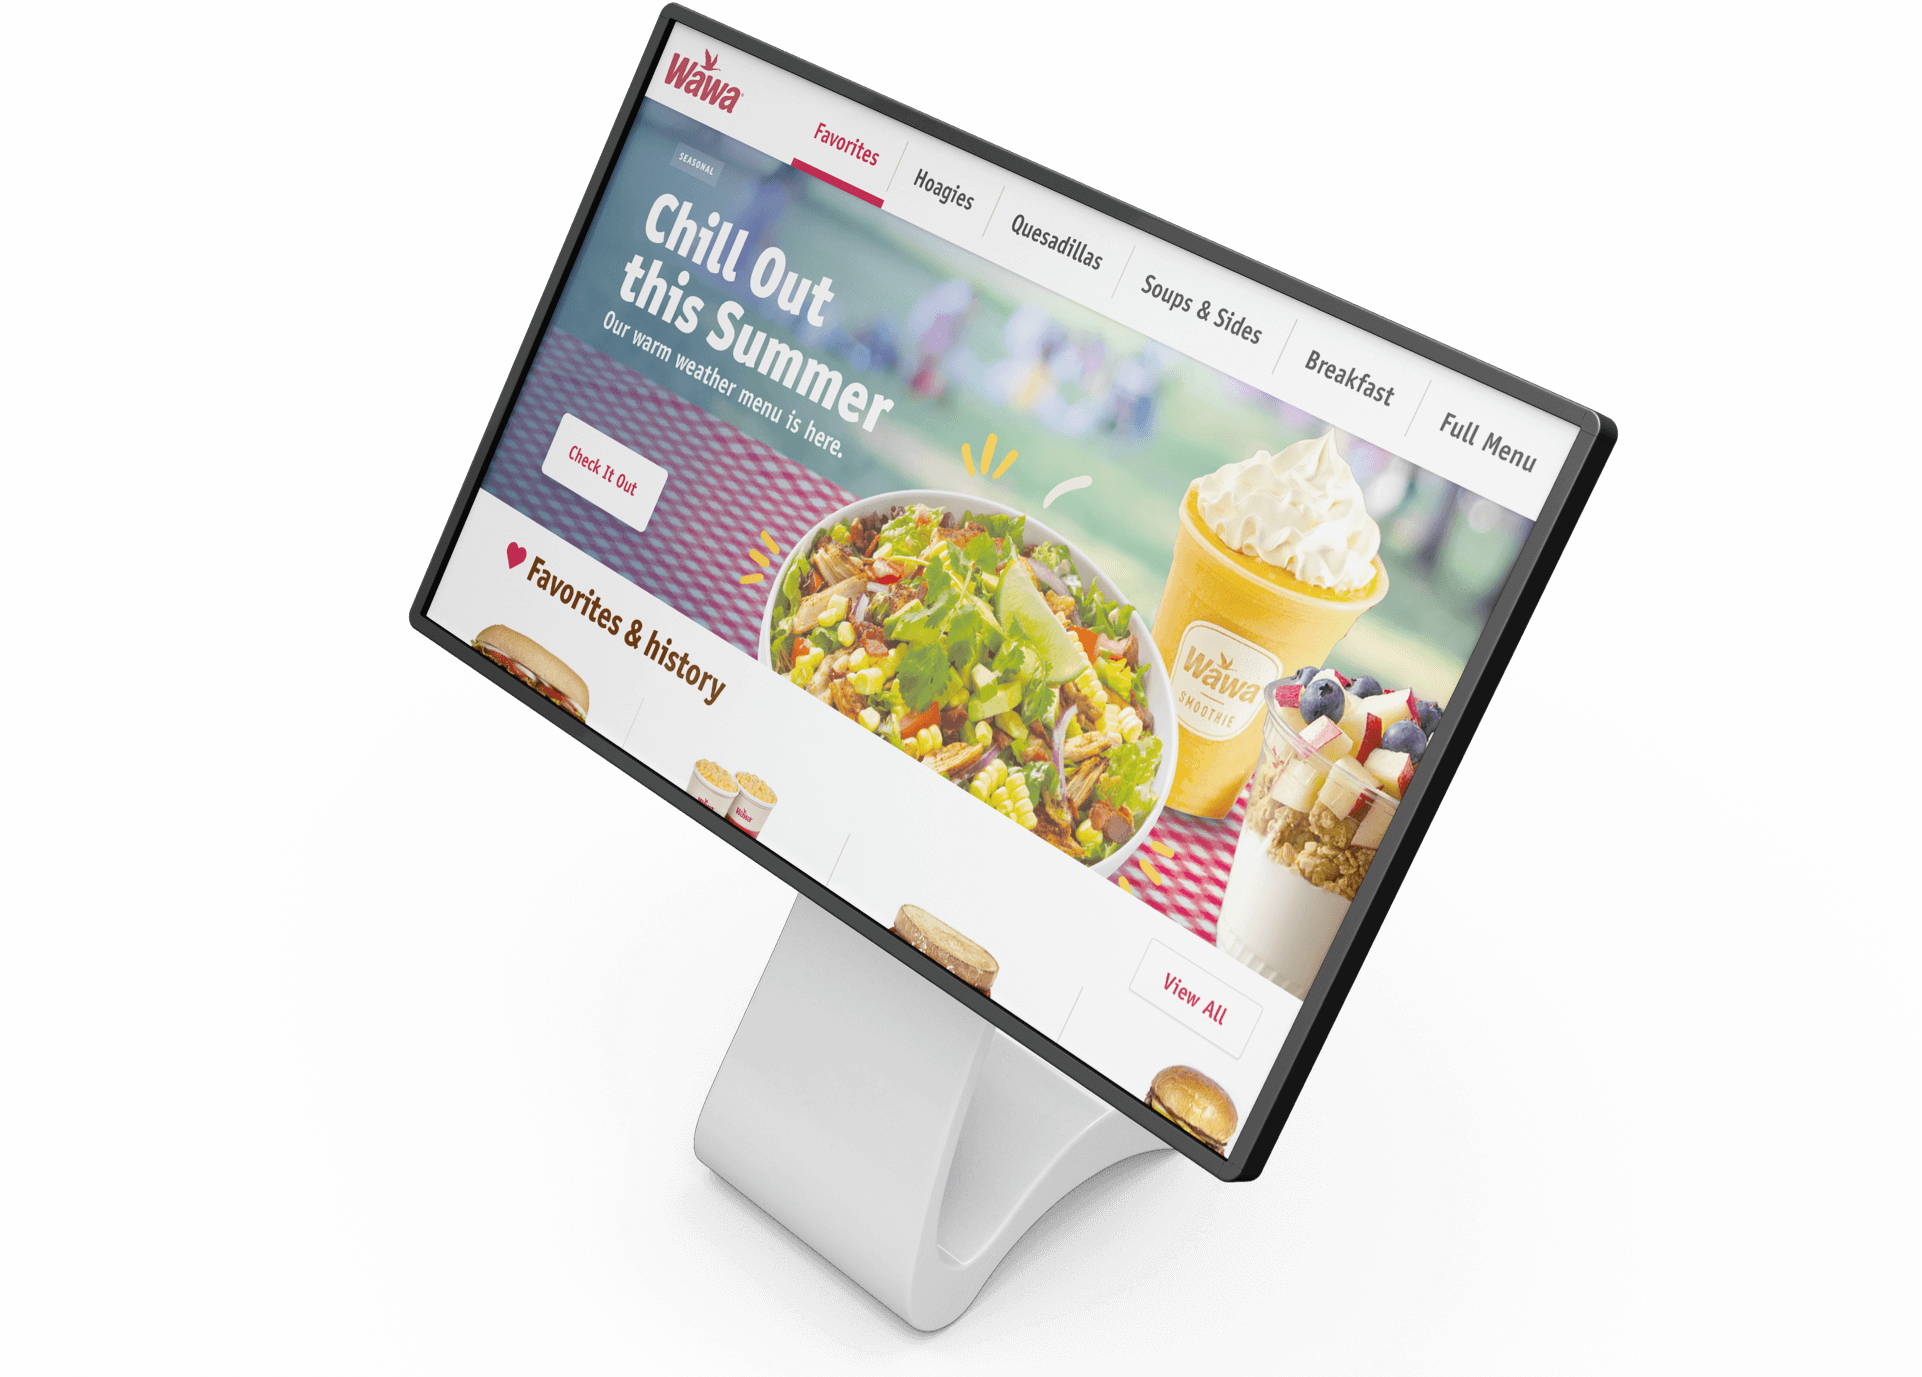 Wawa
Favorites
Hoagies
Quesadillas
Soups & Sides
Breakfast
Full Menu
SEASONAL
Chill Out
this Summer
Our warm weather menu is here.
Check It Out
Wawa
SMOOTHIE
Favorites & history
Wawa
View All